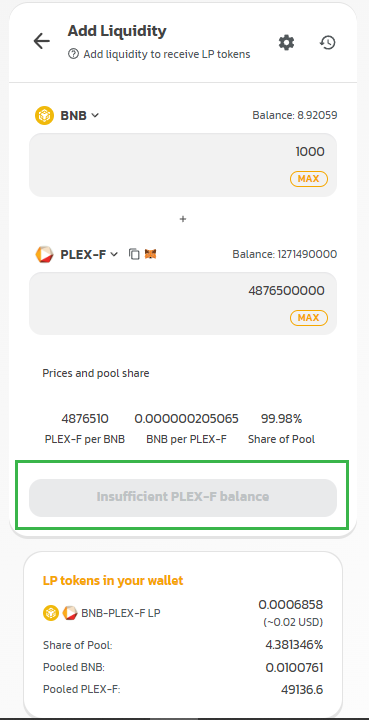 Add Liquidity
Add liquidity to receive LP tokens
BNB Balance: 8.92059
1000
MAX
+
PLEX-F Balance: 1271490000
4876500000
MAX
Prices and pool share
4876510 0.000000205065 99.98%
PLEX-F per BNB BNB per PLEX-F Share of Pool
Insufficient PLEX-F balance
LP tokens in your wallet
BNB-PLEX-F LP 0.0006858
(~0.02 USD)
Share of Pool: 4.381346%
Pooled BNB: 0.0100761
Pooled PLEX-F: 49136.6